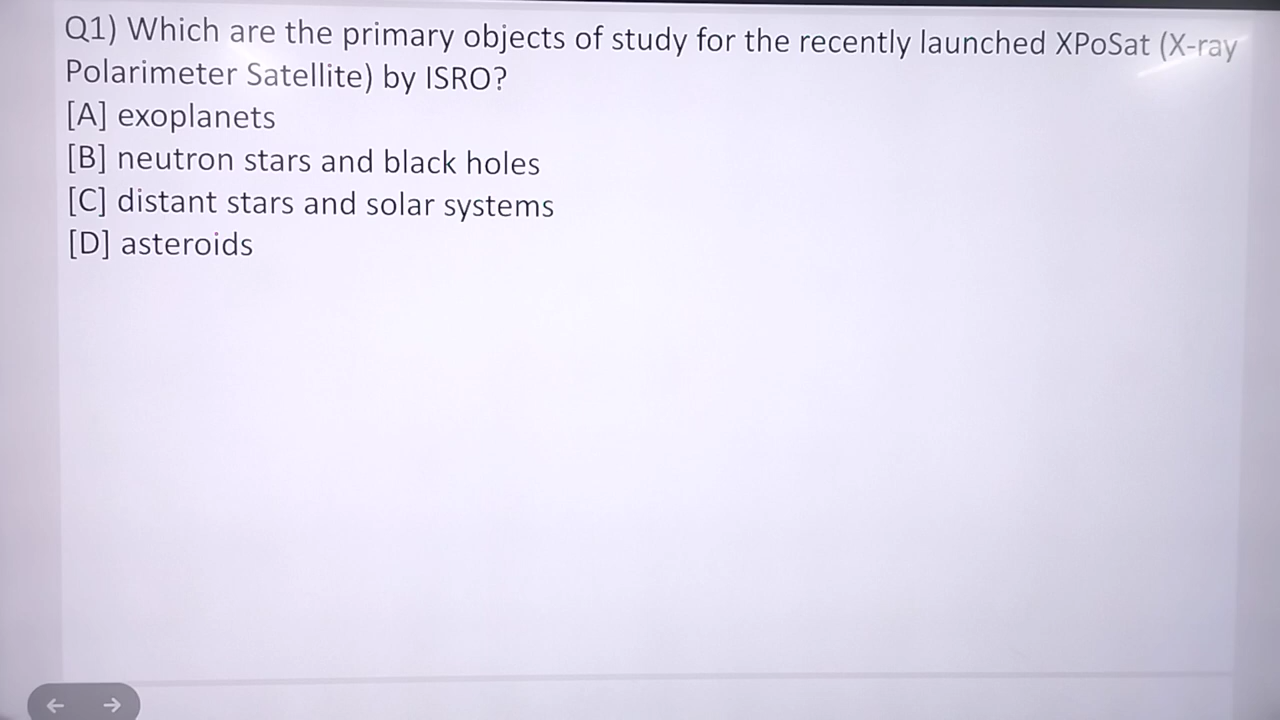 Q1) Which are the primary objects of study for the recently launched XPoSat (X-ray
Polarimeter Satellite) by ISRO?
[A] exoplanets
[B] neutron stars and black holes
[C] distant stars and solar systems
[D] asteroids